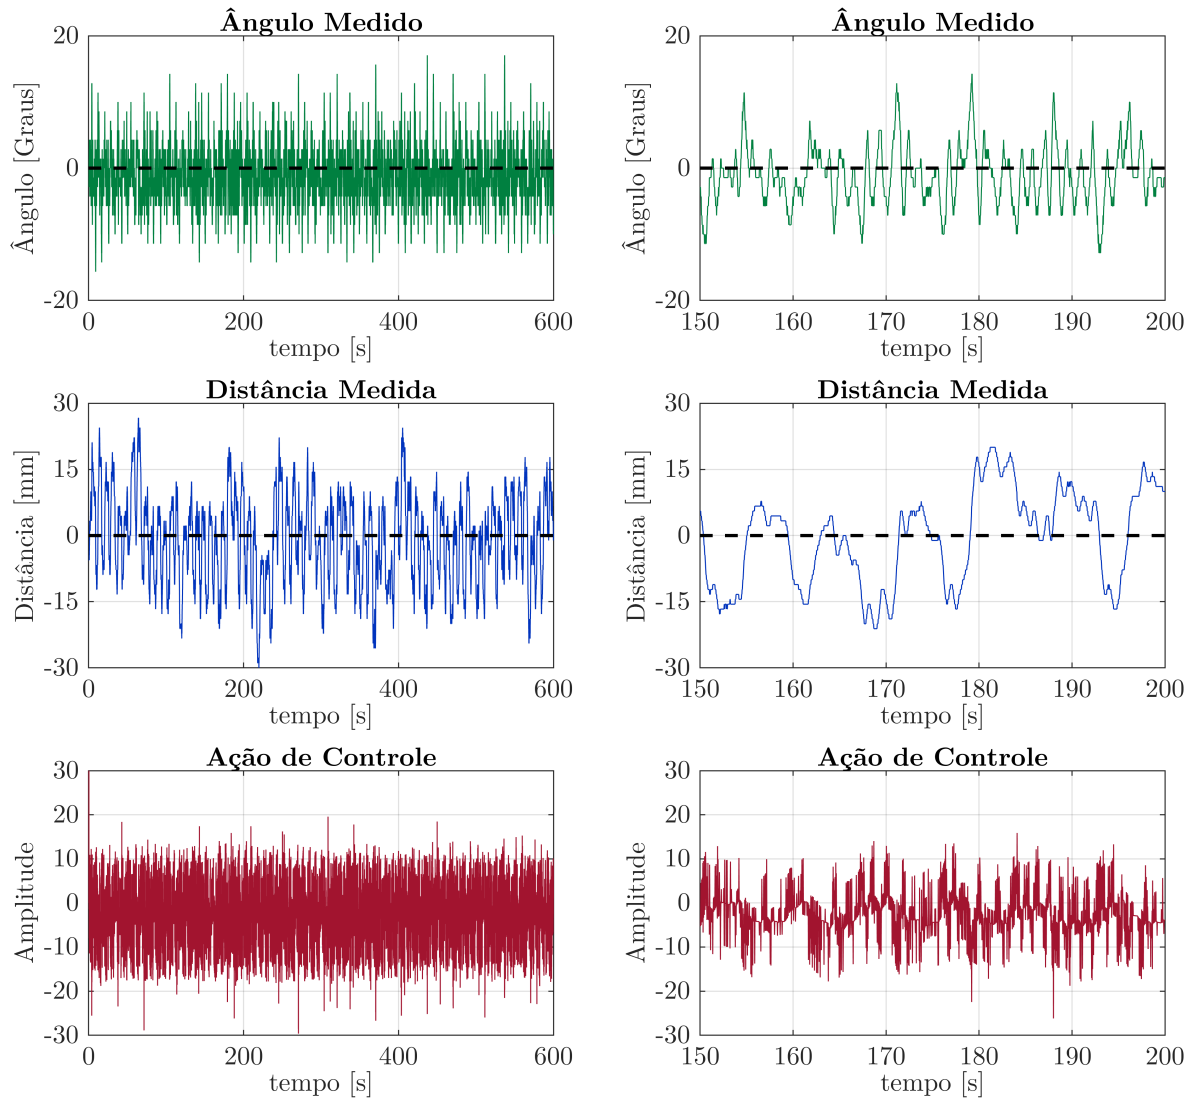 Ângulo Medido
20
0
-20
Ângulo [Graus]
0 200 400 600
tempo [s]
Ângulo Medido
20
0
-20
Ângulo [Graus]
150 160 170 180 190 200
tempo [s]
Distância Medida
30
15
0
-15
-30
Distância [mm]
0 200 400 600
tempo [s]
Distância Medida
30
15
0
-15
-30
Distância [mm]
150 160 170 180 190 200
tempo [s]
Ação de Controle
30
20
10
0
-10
-20
-30
Amplitude
0 200 400 600
tempo [s]
Ação de Controle
30
20
10
0
-10
-20
-30
Amplitude
150 160 170 180 190 200
tempo [s]